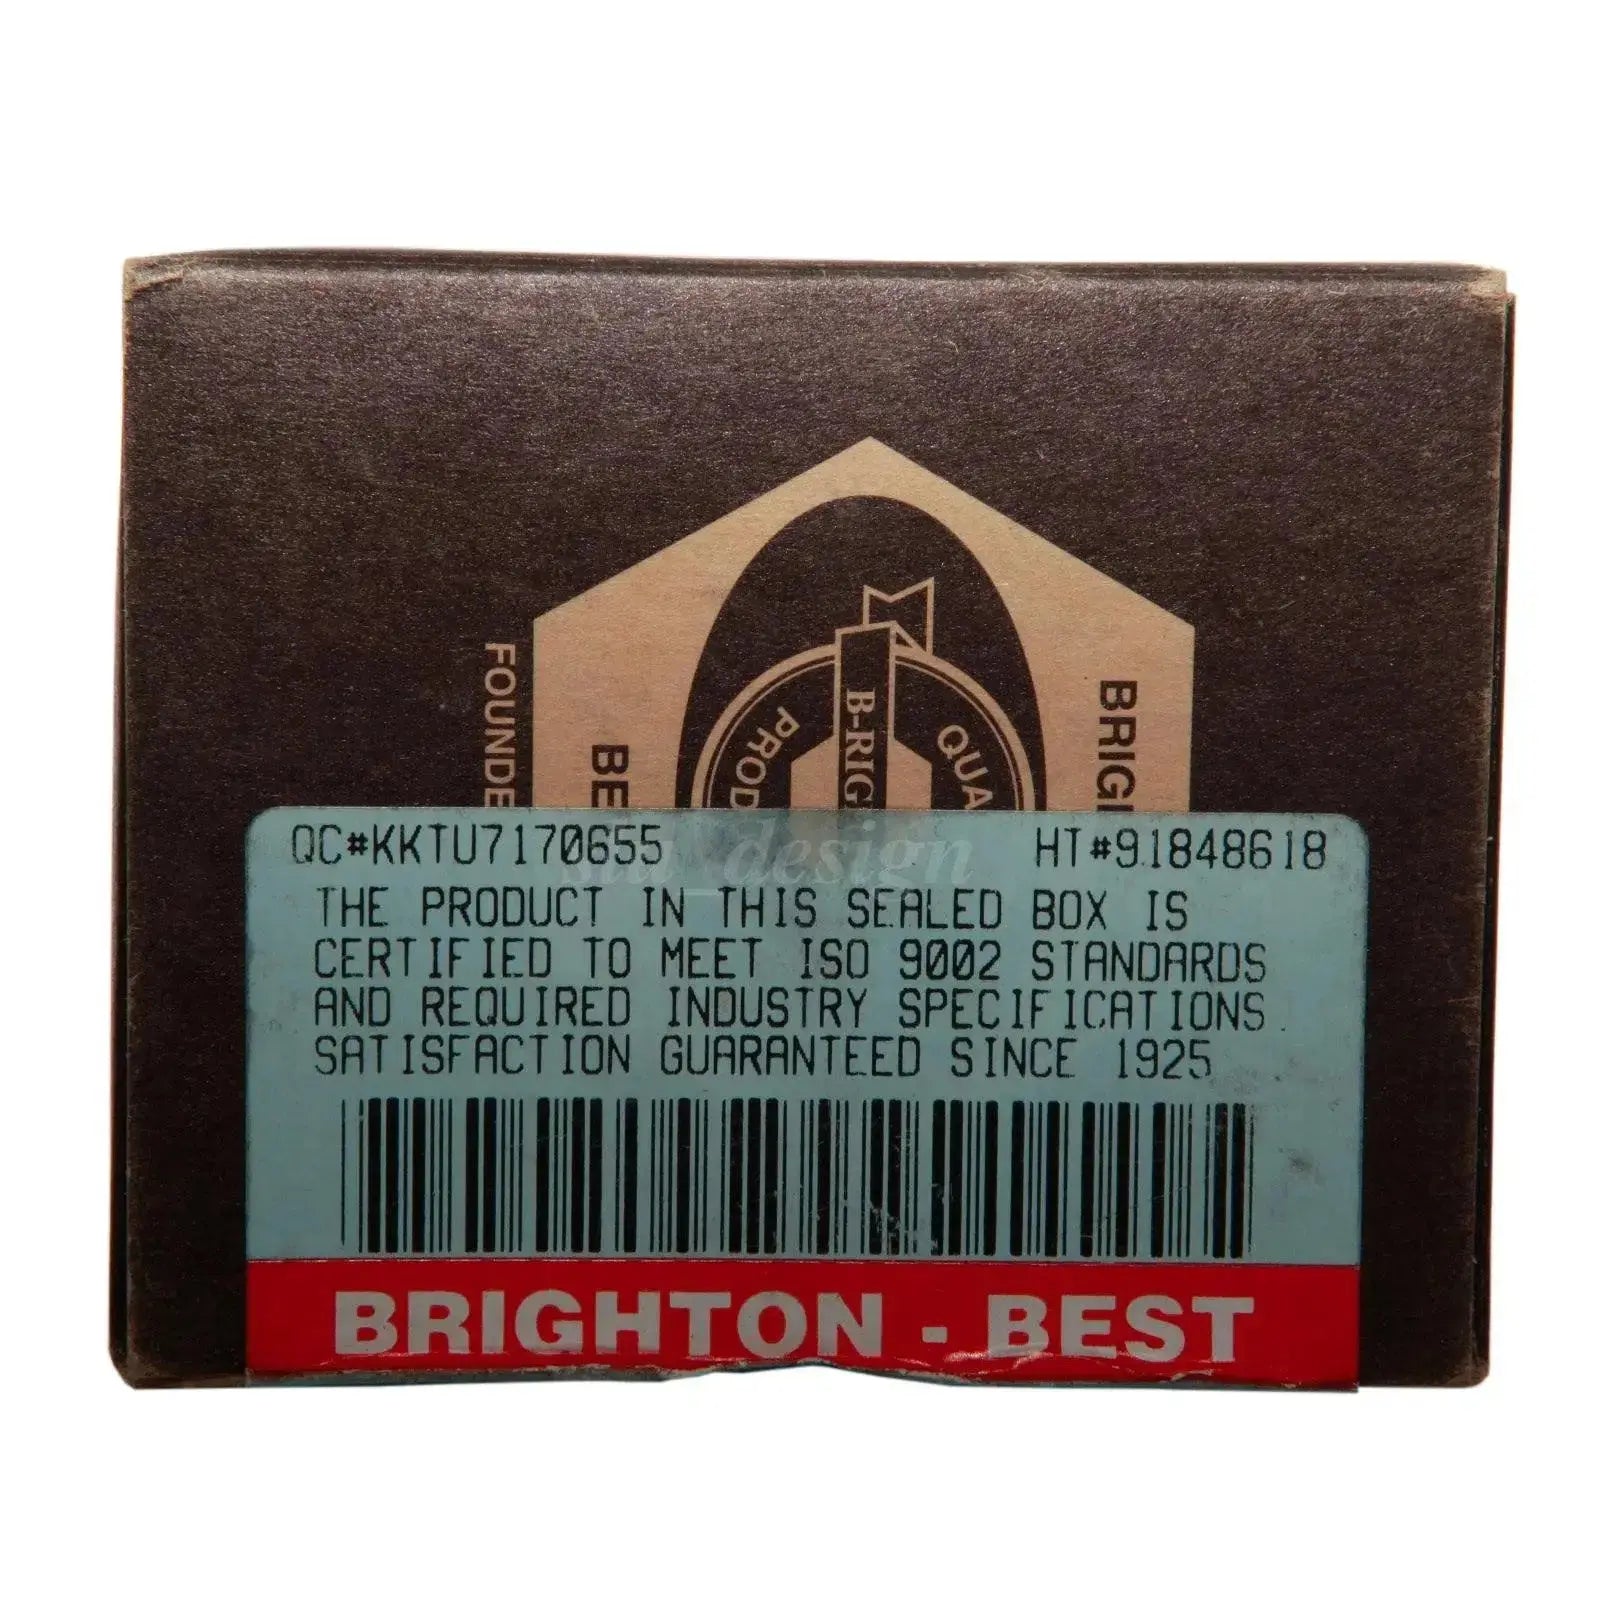 FOUNDE
BE
PROD
B-RIG
QUA
BRIG
QC#KKTU7170655 HT#91848618
sta_design
THE PRODUCT IN THIS SEALED BOX IS
CERTIFIED TO MEET ISO 9002 STANDARDS
AND REQUIRED INDUSTRY SPECIFICATIONS.
SATISFACTION GUARANTEED SINCE 1925
BRIGHTON - BEST